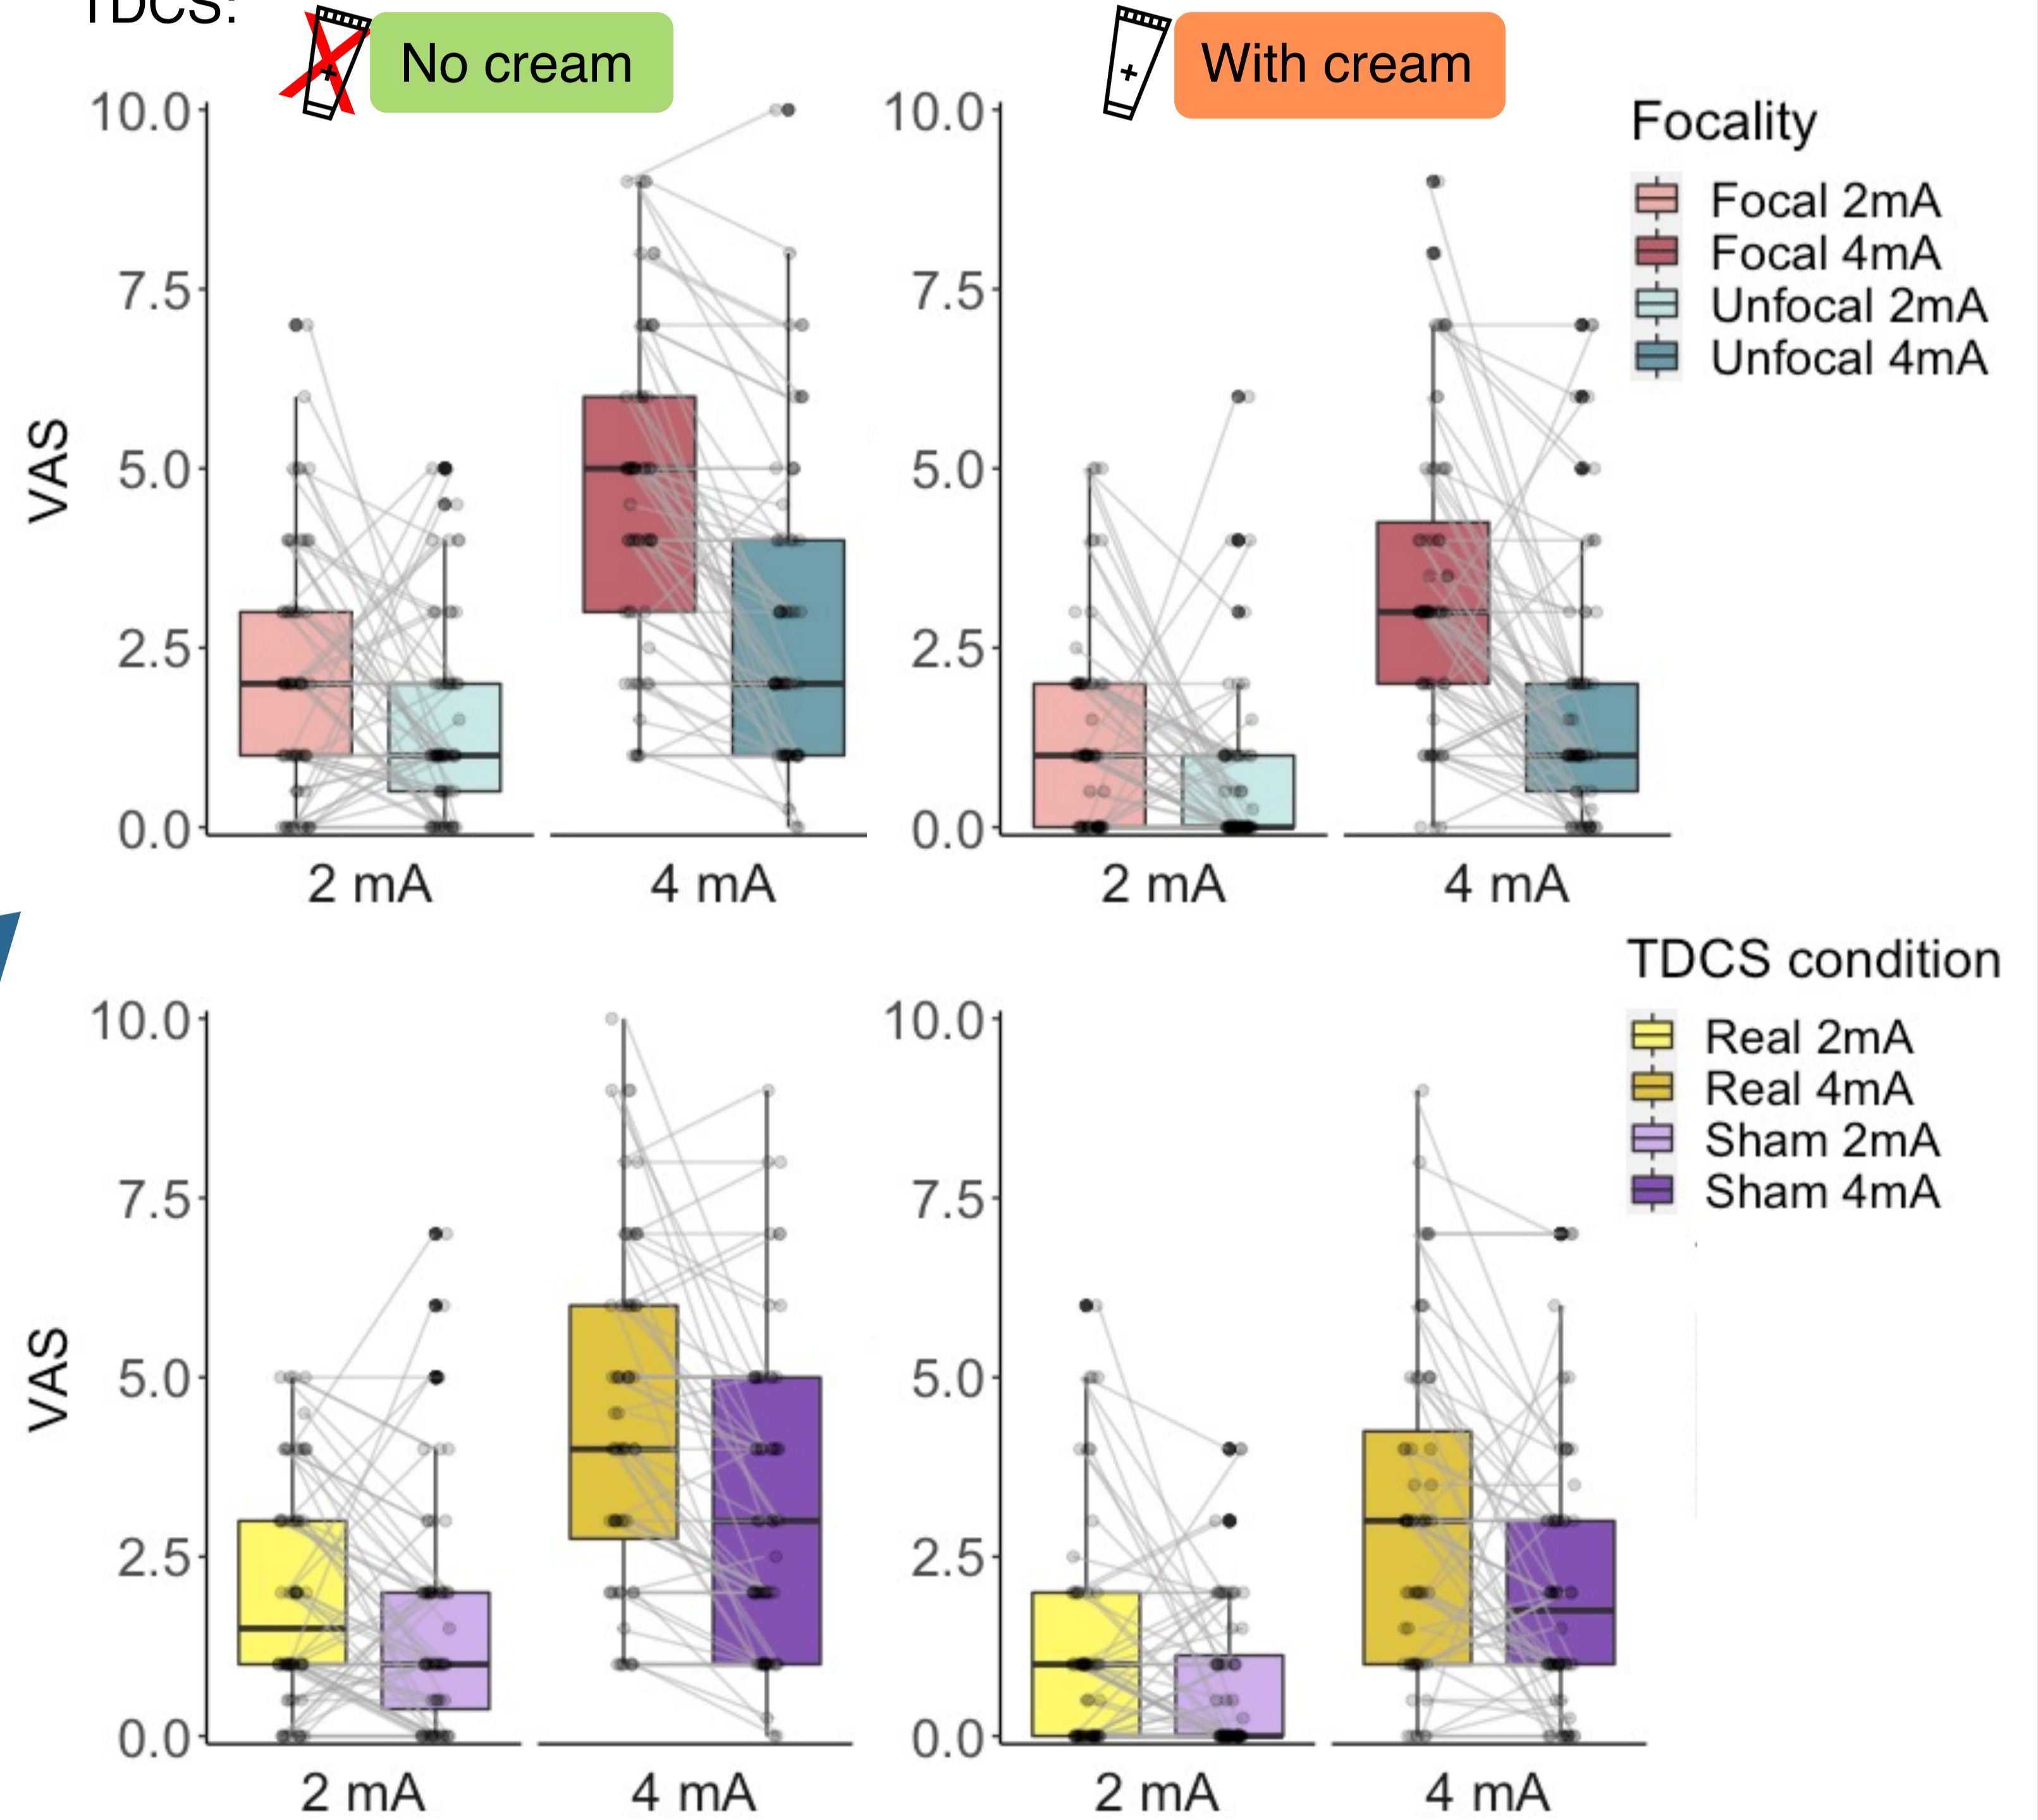 TDCS:
No cream
With cream
10.0
7.5
5.0
2.5
0.0
VAS
2 mA
4 mA
10.0
7.5
5.0
2.5
0.0
2 mA
4 mA
Focality
Focal 2mA
Focal 4mA
Unfocal 2mA
Unfocal 4mA
10.0
7.5
5.0
2.5
0.0
VAS
2 mA
4 mA
10.0
7.5
5.0
2.5
0.0
2 mA
4 mA
TDCS condition
Real 2mA
Real 4mA
Sham 2mA
Sham 4mA